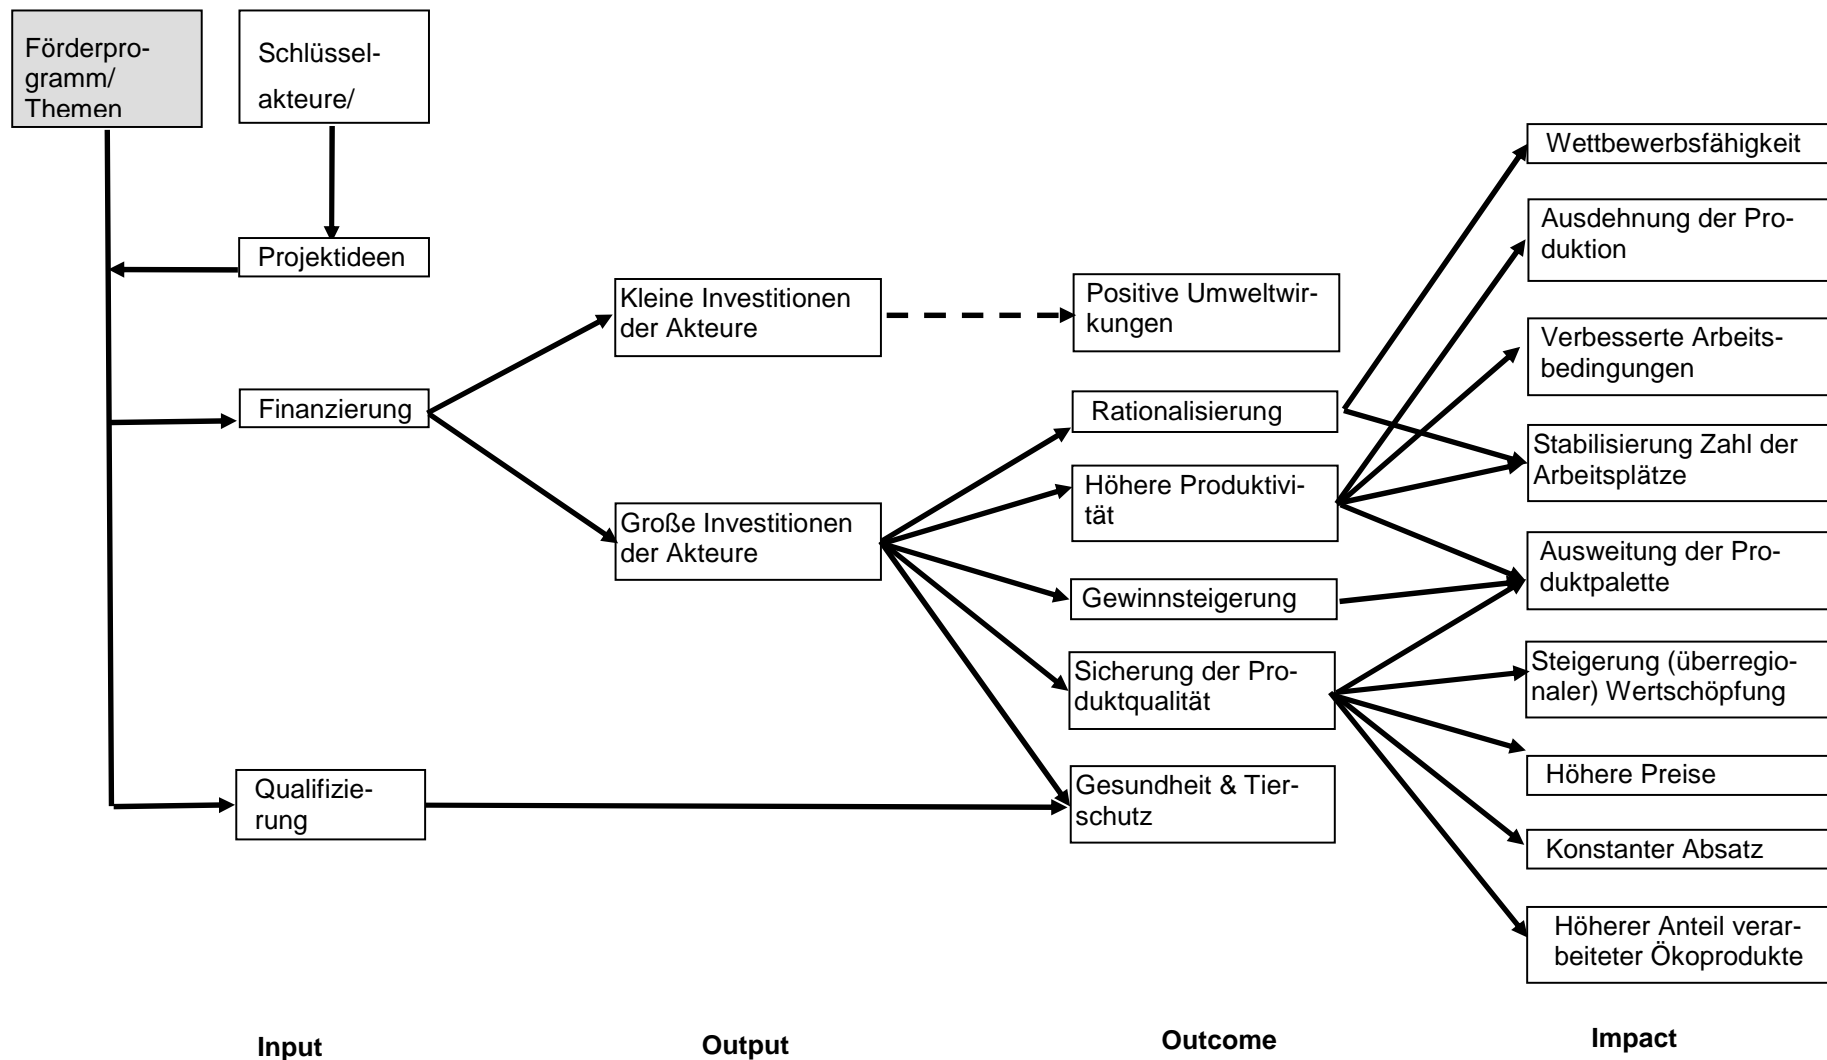 Förderpro-
gramm/
Themen
Schlüssel-
akteure/
Projektideen
Finanzierung
Qualifizie-
rung
Kleine Investitionen
der Akteure
Große Investitionen
der Akteure
Positive Umweltwir-
kungen
Rationalisierung
Höhere Produktivi-
tät
Gewinnsteigerung
Sicherung der Pro-
duktqualität
Gesundheit & Tier-
schutz
Wettbewerbsfähigkeit
Ausdehnung der Pro-
duktion
Verbesserte Arbeits-
bedingungen
Stabilisierung Zahl der
Arbeitsplätze
Ausweitung der Pro-
duktpalette
Steigerung (überregio-
naler) Wertschöpfung
Höhere Preise
Konstanter Absatz
Höherer Anteil verar-
beiteter Ökoprodukte
Input
Output
Outcome
Impact